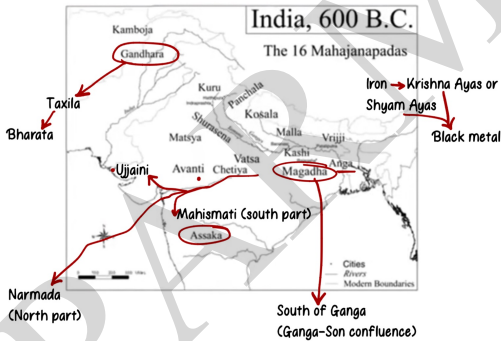 India, 600 B.C.
The 16 Mahajanapadas
Kamboja
Gandhara
Taxila
Bharata
Iron → Krishna Ayas or
Shyam Ayas
Black metal
Kuru
Panchala
Kosala
Shurasena
Malla
Vrijji
Matsya
Vatsa
Kashi
Anga
Ujjaini
Avanti
Chetiya
Magadha
Mahismati (south part)
Assaka
Narmada
(North part)
Cities
Rivers
Modern Boundaries
South of Ganga
(Ganga-Son confluence)